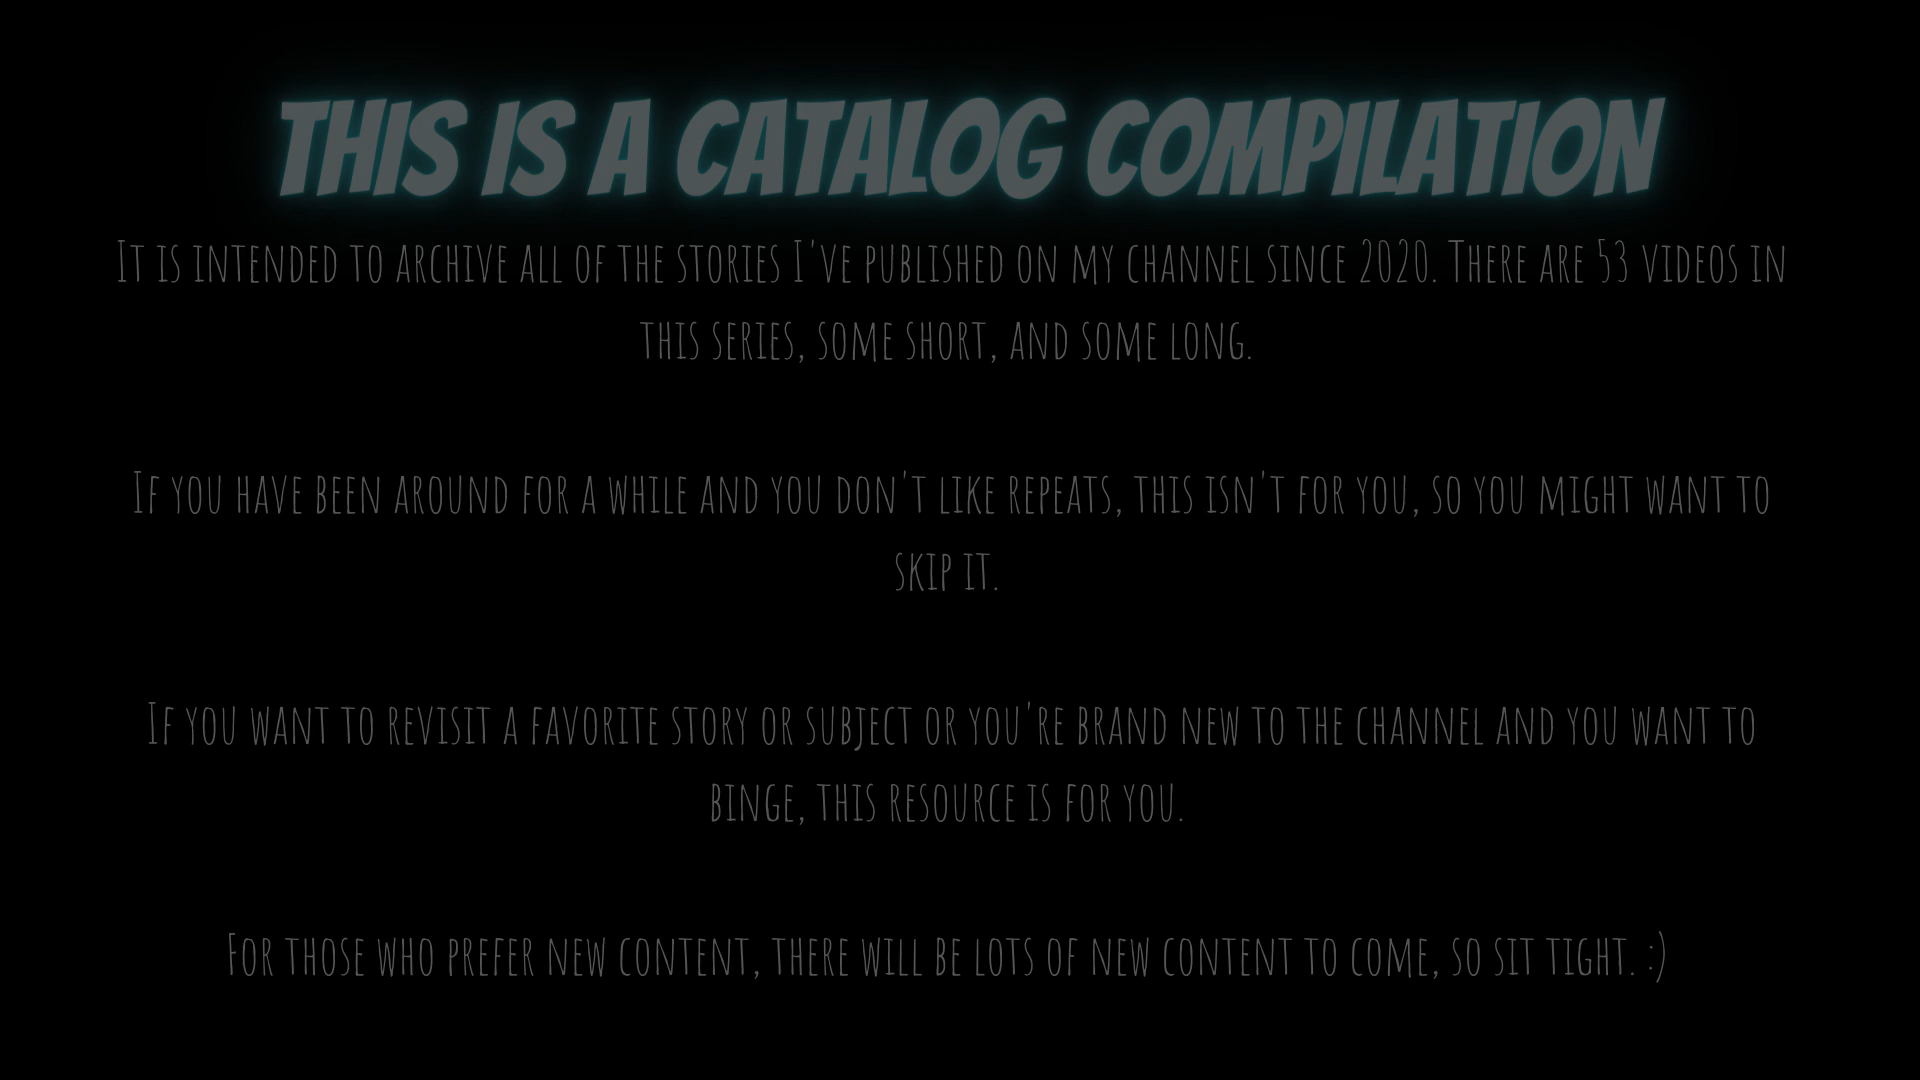 THIS IS A CATALOG COMPILATION
It is intended to archive all of the stories I've published on my channel since 2020. There are 53 videos in
this series, some short, and some long.
If you have been around for a while and you don't like repeats, this isn't for you, so you might want to
skip it.
If you want to revisit a favorite story or subject or you're brand new to the channel and you want to
binge, this resource is for you.
For those who prefer new content, there will be lots of new content to come, so sit tight. :)